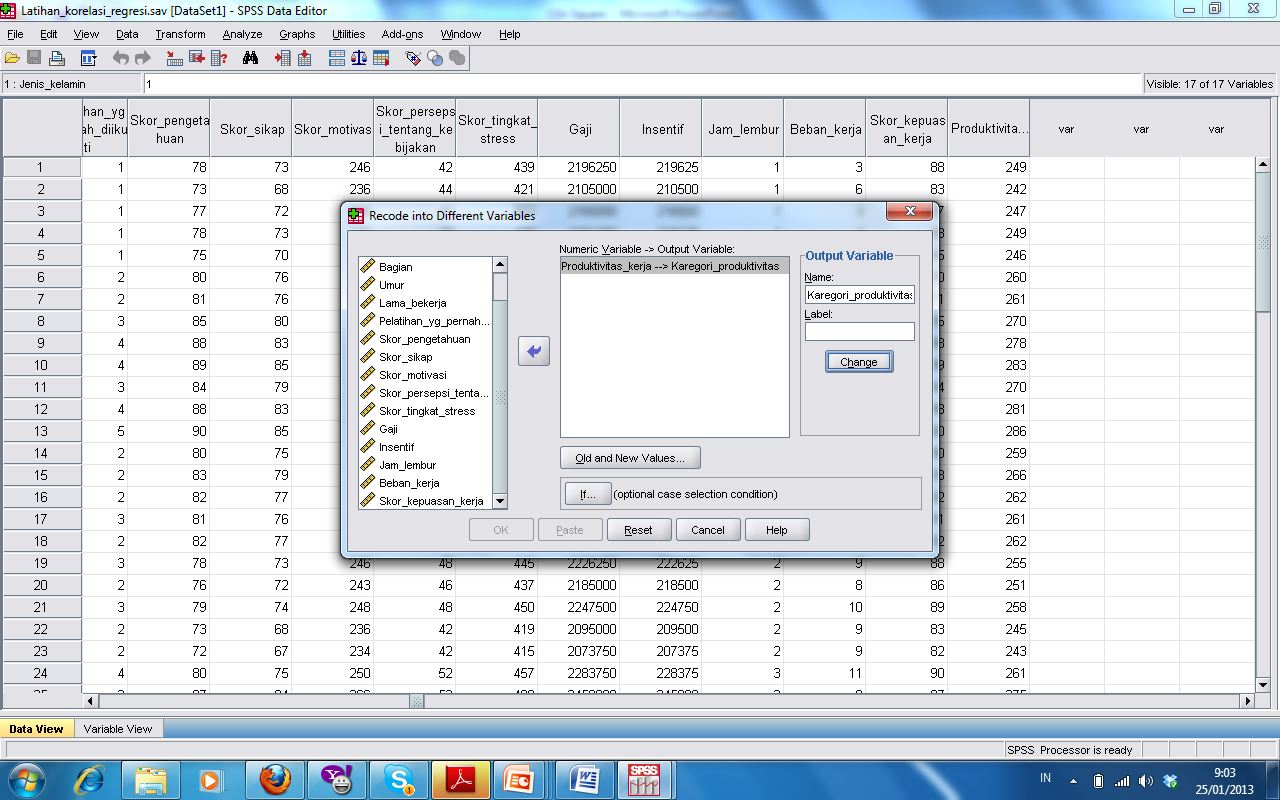 Latihan_korelasi_regresi.sav [DataSet1] - SPSS Data Editor
File Edit View Data Transform Analyze Graphs Utilities Add-ons Window Help
1 : Jenis_kelamin 1 Visible: 17 of 17 Variables
han_yg ah_diiku ti Skor_pengeta huan Skor_sikap Skor_motivas Skor_perseps i_tentang_ke bijakan Skor_tingkat_ stress Gaji Insentif Jam_lembur Beban_kerja Skor_kepuas an_kerja Produktivita... var var var
1 1 78 73 246 42 439 2196250 219625 1 3 88 249
2 1 73 68 236 44 421 2105000 210500 1 6 83 242
3 1 77 72 247
4 1 78 73 249
5 1 75 70 246
6 2 80 76 260
7 2 81 76 261
8 3 85 80 270
9 4 88 83 278
10 4 89 85 283
11 3 84 79 270
12 4 88 83 281
13 5 90 85 286
14 2 80 75 259
15 2 83 79 266
16 2 82 77 262
17 3 81 76 261
18 2 82 77 262
19 3 78 73 246 48 445 2226250 222625 2 9 88 255
20 2 76 72 243 46 437 2185000 218500 2 8 86 251
21 3 79 74 248 48 450 2247500 224750 2 10 89 258
22 2 73 68 236 42 419 2095000 209500 2 9 83 245
23 2 72 67 234 42 415 2073750 207375 2 9 82 243
24 4 80 75 250 52 457 2283750 228375 3 11 90 261
Recode into Different Variables
Bagian
Umur
Lama_bekerja
Pelatihan_yg_pernah...
Skor_pengetahuan
Skor_sikap
Skor_motivasi
Skor_persepsi_tenta...
Skor_tingkat_stress
Gaji
Insentif
Jam_lembur
Beban_kerja
Skor_kepuasan_kerja
Numeric Variable -> Output Variable:
Produktivitas_kerja --> Karegori_produktivitas
Output Variable
Name:
Karegori_produktivitas
Label:
Change
Old and New Values...
If... (optional case selection condition)
OK Paste Reset Cancel Help
Data View Variable View
SPSS Processor is ready
IN 9:03
25/01/2013